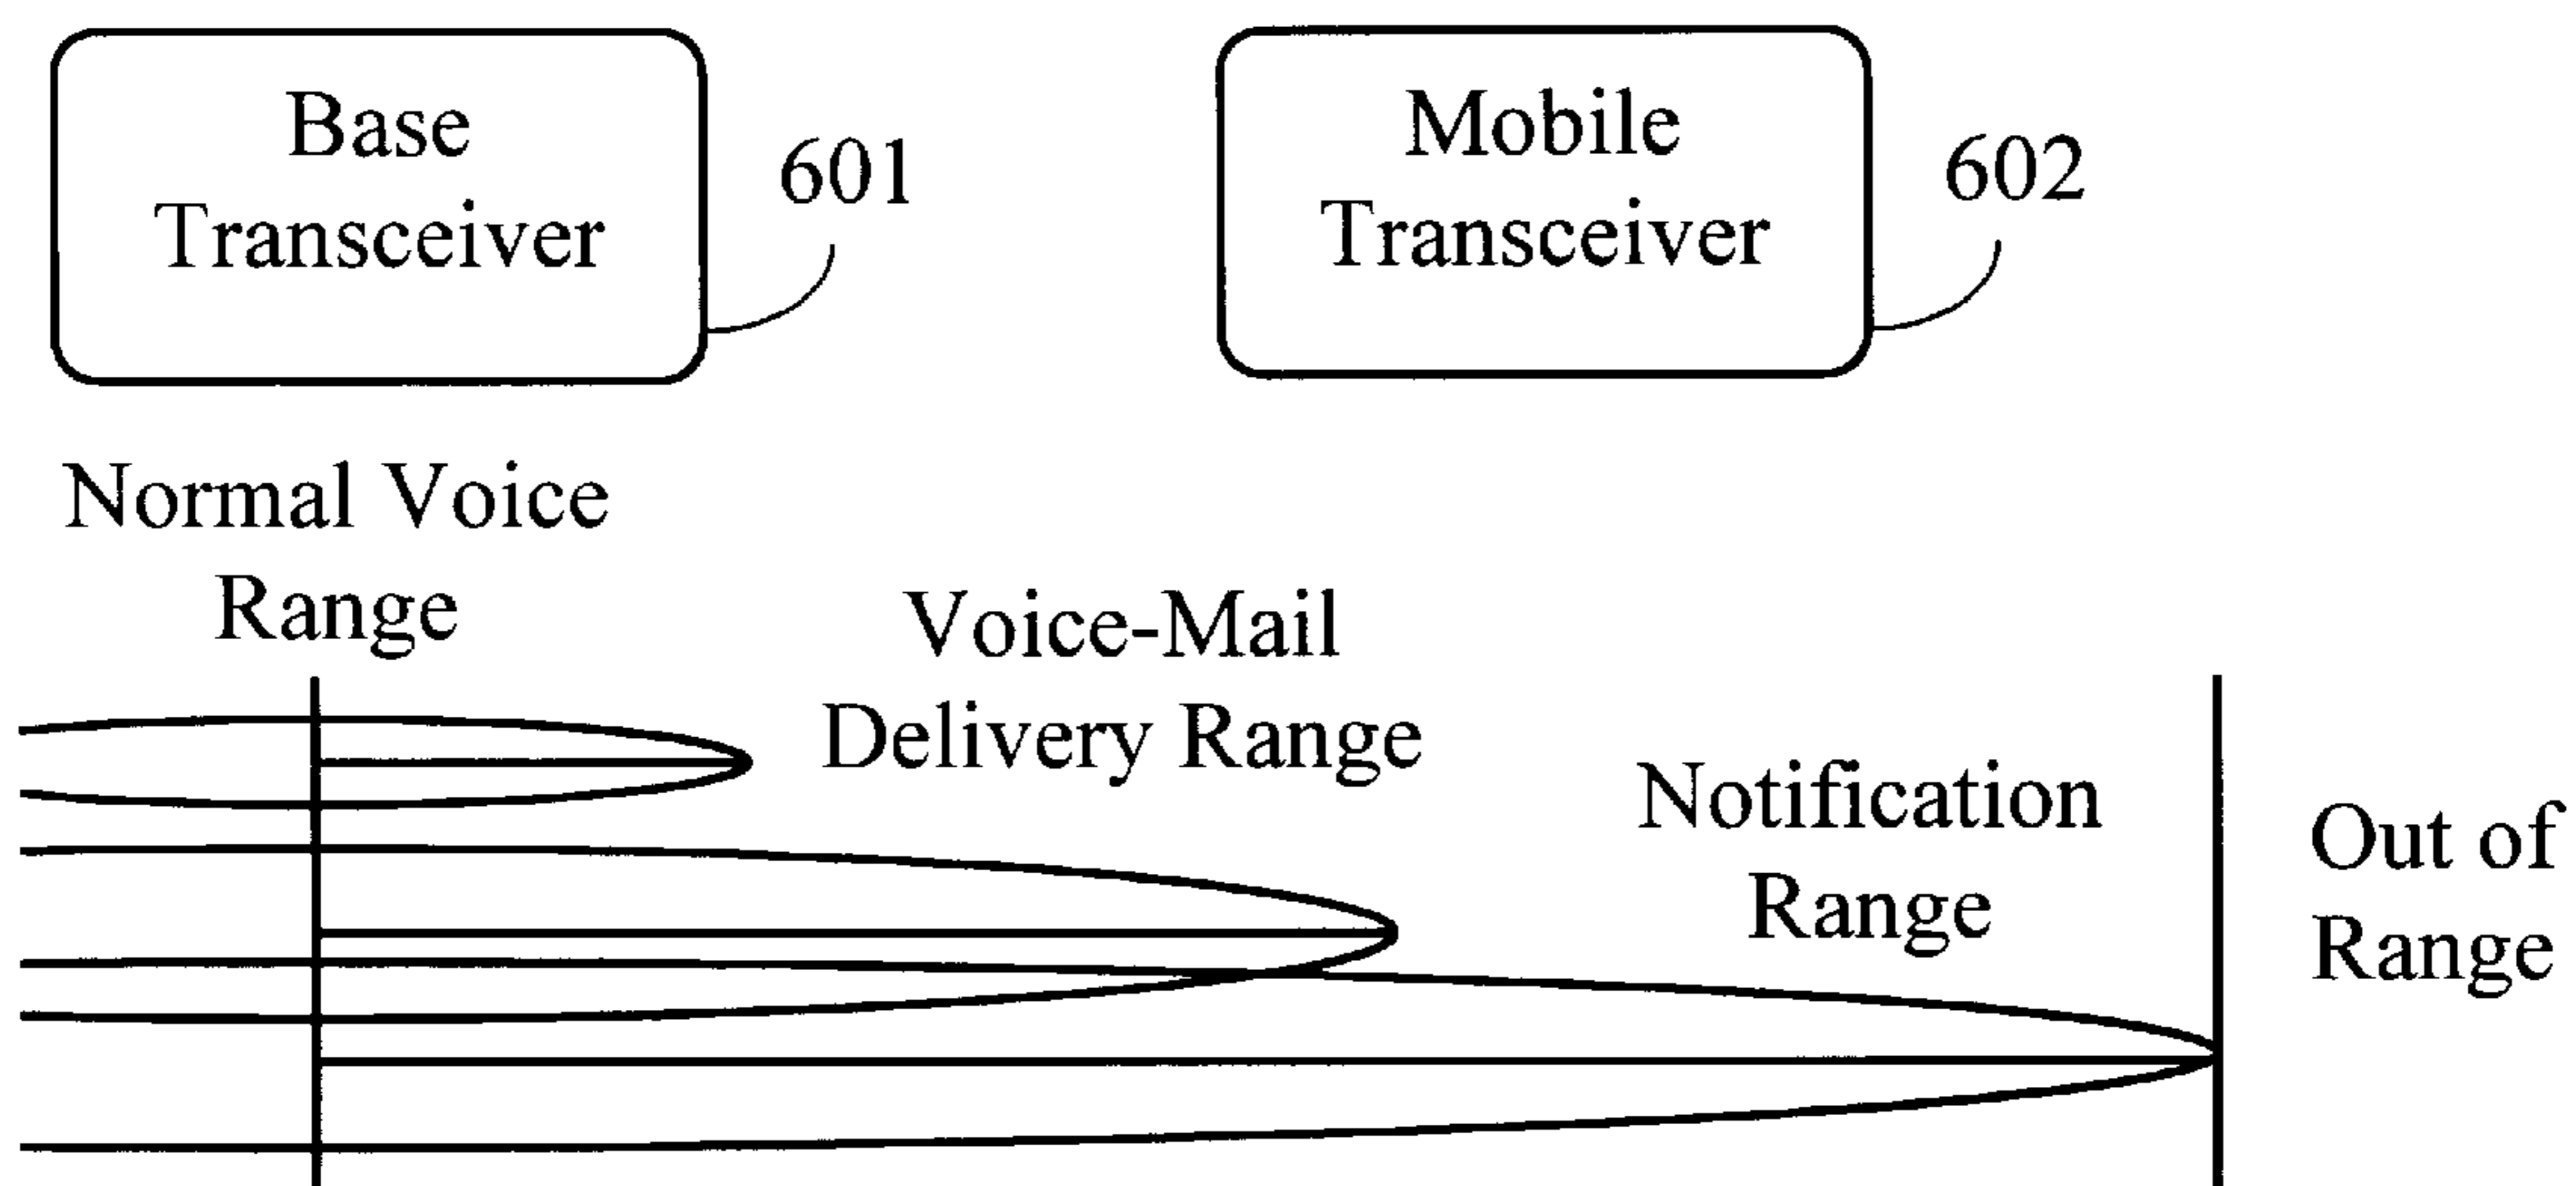 Base
Transceiver
601
Mobile
Transceiver
602
Normal Voice
Range
Voice-Mail
Delivery Range
Notification
Range
Out of
Range